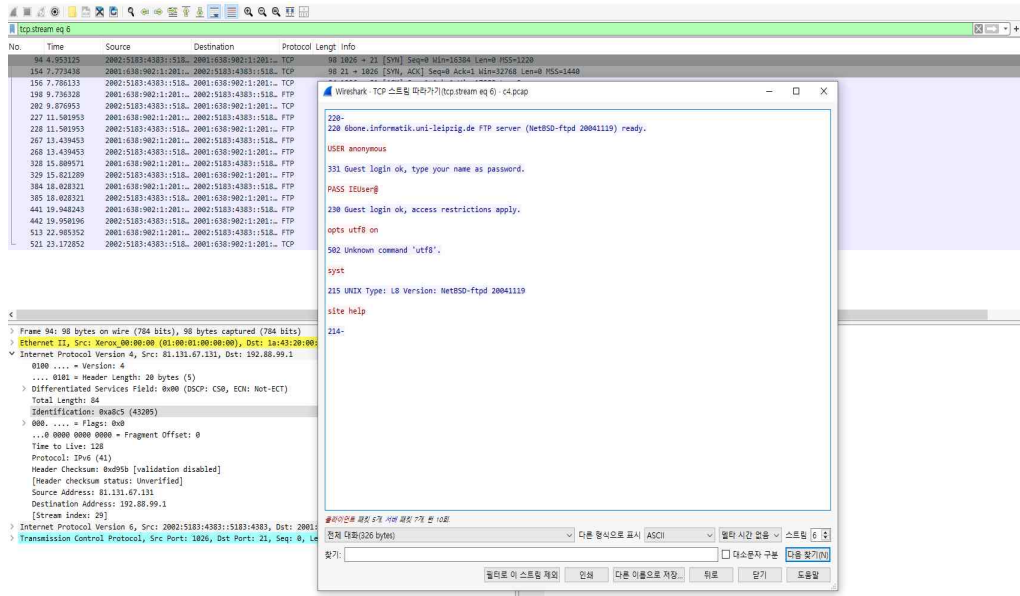 tcp.stream eq 6
No. Time Source Destination Protocol Lengt Info
94 4.953125 2002:5183:4383::518… 2001:638:902:1:201:… TCP 98 1026 → 21 [SYN] Seq=0 Win=16384 Len=0 MSS=1220
154 7.773438 2001:638:902:1:201:… 2002:5183:4383::518… TCP 98 21 → 1026 [SYN, ACK] Seq=0 Ack=1 Win=32768 Len=0 MSS=1440
156 7.786133 2002:5183:4383::518… 2001:638:902:1:201:… TCP
198 9.736328 2001:638:902:1:201:… 2002:5183:4383::518… FTP
202 9.876953 2002:5183:4383::518… 2001:638:902:1:201:… FTP
227 11.501953 2001:638:902:1:201:… 2002:5183:4383::518… FTP
228 11.501953 2002:5183:4383::518… 2001:638:902:1:201:… FTP
267 13.439453 2001:638:902:1:201:… 2002:5183:4383::518… FTP
268 13.439453 2002:5183:4383::518… 2001:638:902:1:201:… FTP
328 15.809571 2001:638:902:1:201:… 2002:5183:4383::518… FTP
329 15.821289 2002:5183:4383::518… 2001:638:902:1:201:… FTP
384 18.028321 2001:638:902:1:201:… 2002:5183:4383::518… FTP
385 18.028321 2002:5183:4383::518… 2001:638:902:1:201:… FTP
441 19.948243 2001:638:902:1:201:… 2002:5183:4383::518… FTP
442 19.950196 2002:5183:4383::518… 2001:638:902:1:201:… FTP
513 22.985352 2001:638:902:1:201:… 2002:5183:4383::518… FTP
521 23.172852 2002:5183:4383::518… 2001:638:902:1:201:… TCP
Frame 94: 98 bytes on wire (784 bits), 98 bytes captured (784 bits)
Ethernet II, Src: Xerox_00:00:00 (01:00:01:00:00:00), Dst: 1a:43:20:00:
Internet Protocol Version 4, Src: 81.131.67.131, Dst: 192.88.99.1
0100 .... = Version: 4
.... 0101 = Header Length: 20 bytes (5)
Differentiated Services Field: 0x00 (DSCP: CS0, ECN: Not-ECT)
Total Length: 84
Identification: 0xa8c5 (43205)
000. .... = Flags: 0x0
...0 0000 0000 0000 = Fragment Offset: 0
Time to Live: 128
Protocol: IPv6 (41)
Header Checksum: 0xd95b [validation disabled]
[Header checksum status: Unverified]
Source Address: 81.131.67.131
Destination Address: 192.88.99.1
[Stream index: 29]
Internet Protocol Version 6, Src: 2002:5183:4383::5183:4383, Dst: 2001:
Transmission Control Protocol, Src Port: 1026, Dst Port: 21, Seq: 0, Le
Wireshark · TCP 스트림 따라가기(tcp.stream eq 6) · c4.pcap
220-
220 6bone.informatik.uni-leipzig.de FTP server (NetBSD-ftpd 20041119) ready.
USER anonymous
331 Guest login ok, type your name as password.
PASS IEUser@
230 Guest login ok, access restrictions apply.
opts utf8 on
502 Unknown command 'utf8'.
syst
215 UNIX Type: L8 Version: NetBSD-ftpd 20041119
site help
214-
클라이언트 패킷 5개, 서버 패킷 7개, 턴 10회.
전체 대화(326 bytes) 다른 형식으로 표시 ASCII 델타 시간 없음 스트림 6
찾기: 대소문자 구분 다음 찾기(N)
필터로 이 스트림 제외 인쇄 다른 이름으로 저장… 뒤로 닫기 도움말